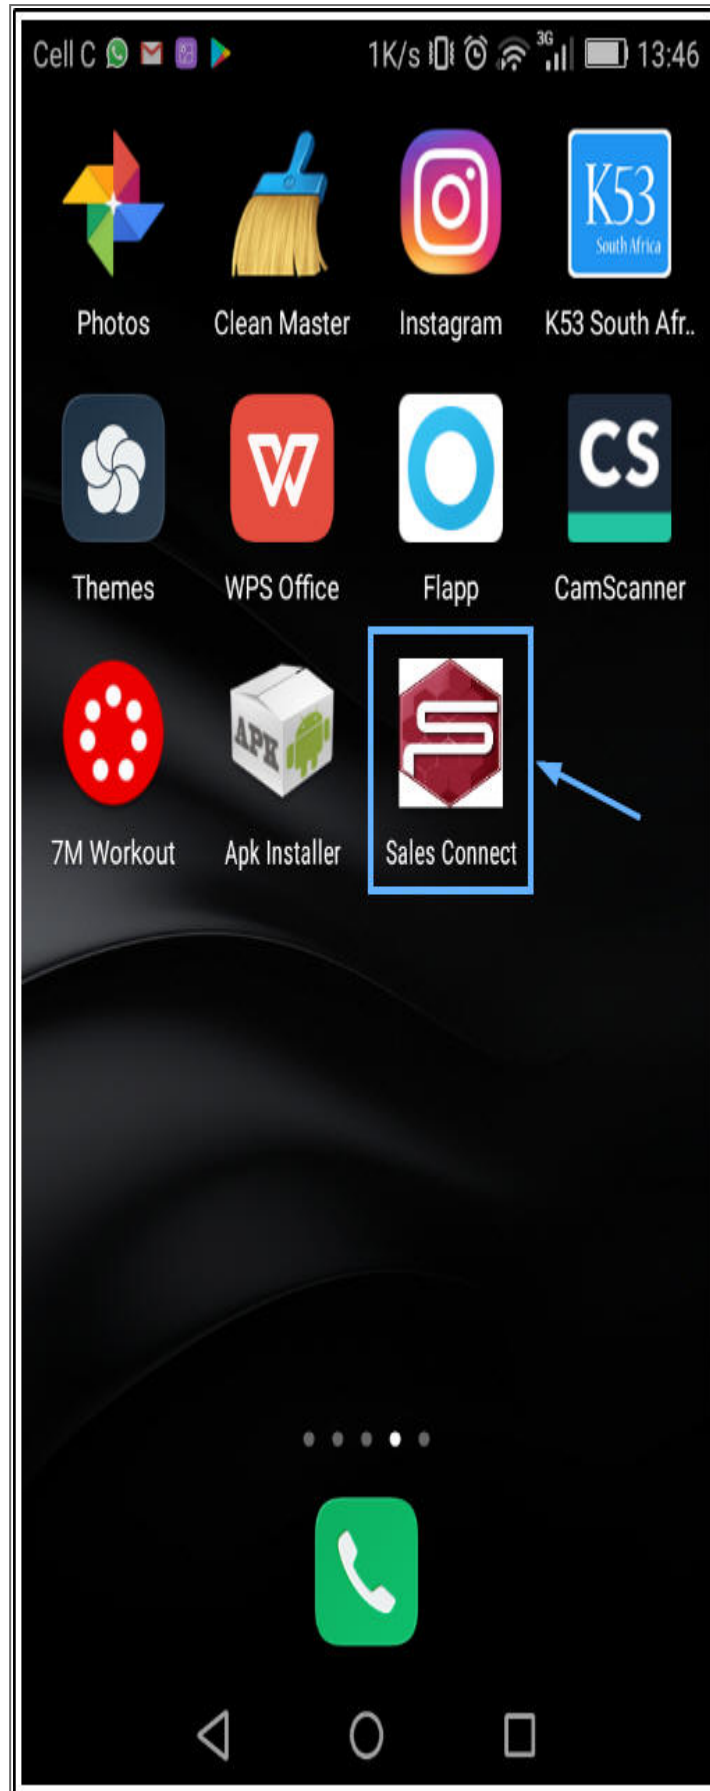 Cell C 1K/s 3G 13:46
K53
South Africa
Photos Clean Master Instagram K53 South Afr..
CS
Themes WPS Office Flapp CamScanner
APK
7M Workout Apk Installer Sales Connect